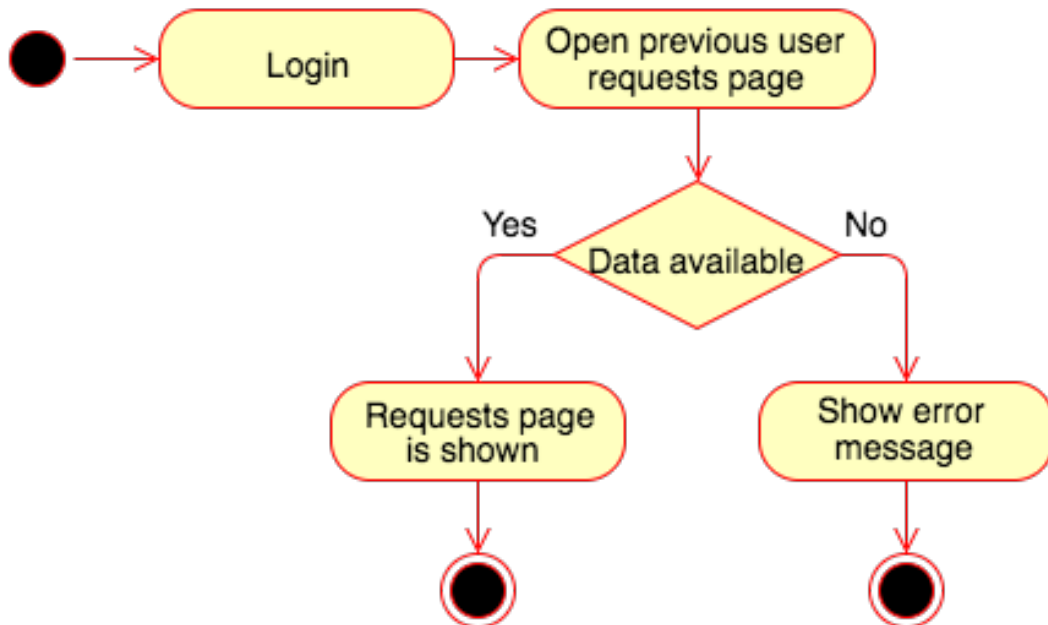 Login
Open previous user
requests page
Yes
No
Data available
Requests page
is shown
Show error
message